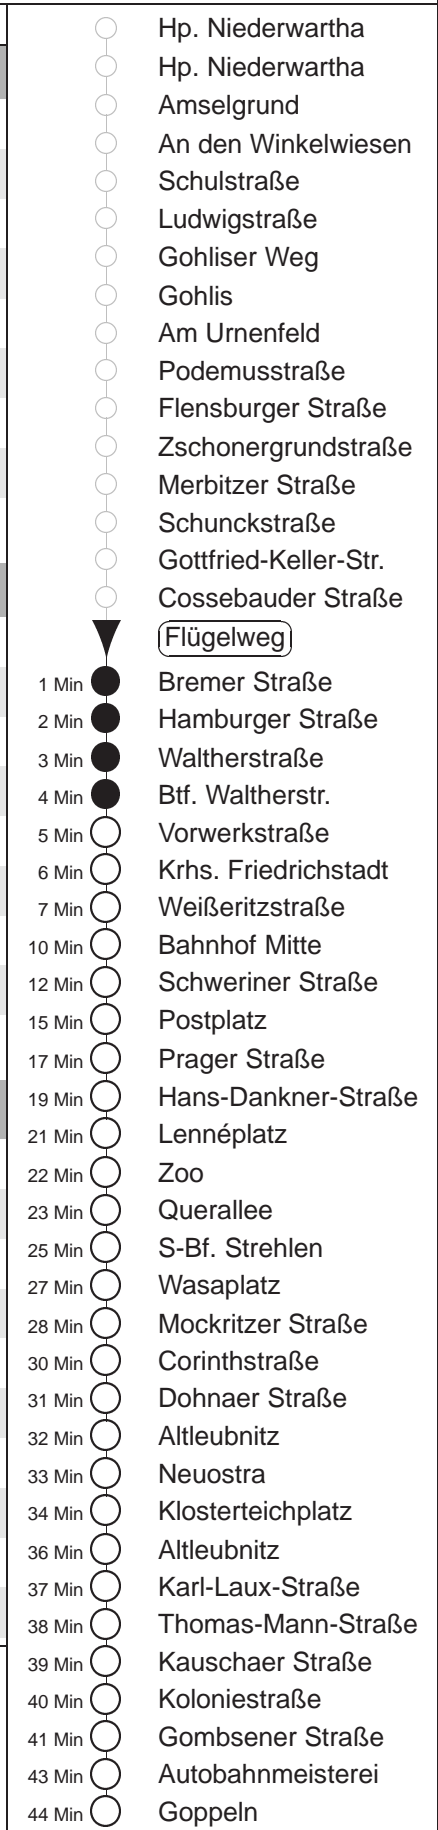 Hp. Niederwartha
Hp. Niederwartha
Amselgrund
An den Winkelwiesen
Schulstraße
Ludwigstraße
Gohliser Weg
Gohlis
Am Urnenfeld
Podemusstraße
Flensburger Straße
Zschonergrundstraße
Merbitzer Straße
Schunckstraße
Gottfried-Keller-Str.
Cossebauder Straße
Flügelweg
1 Min Bremer Straße
2 Min Hamburger Straße
3 Min Waltherstraße
4 Min Btf. Waltherstr.
5 Min Vorwerkstraße
6 Min Krhs. Friedrichstadt
7 Min Weißeritzstraße
10 Min Bahnhof Mitte
12 Min Schweriner Straße
15 Min Postplatz
17 Min Prager Straße
19 Min Hans-Dankner-Straße
21 Min Lennéplatz
22 Min Zoo
23 Min Querallee
25 Min S-Bf. Strehlen
27 Min Wasaplatz
28 Min Mockritzer Straße
30 Min Corinthstraße
31 Min Dohnaer Straße
32 Min Altleubnitz
33 Min Neuostra
34 Min Klosterteichplatz
36 Min Altleubnitz
37 Min Karl-Laux-Straße
38 Min Thomas-Mann-Straße
39 Min Kauschaer Straße
40 Min Koloniestraße
41 Min Gombsener Straße
43 Min Autobahnmeisterei
44 Min Goppeln